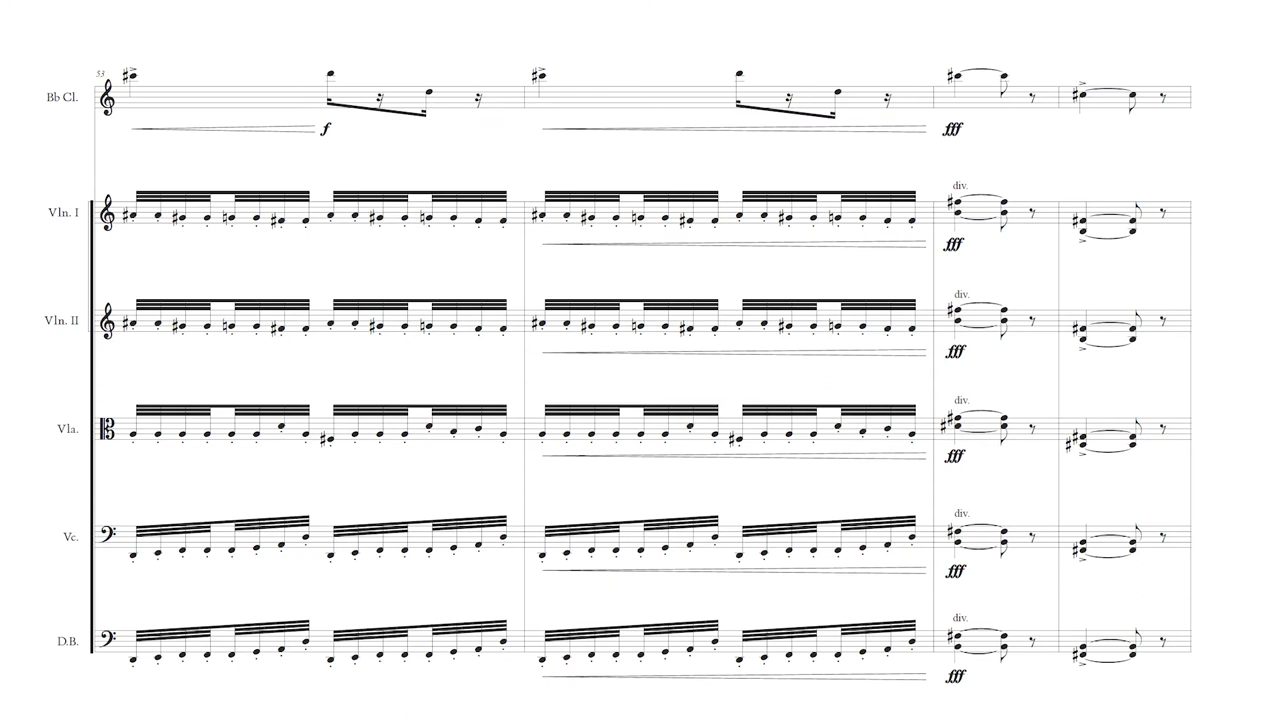 53
Bb Cl.
f
fff
Vln. I
div.
fff
Vln. II
div.
fff
Vla.
div.
fff
Vc.
div.
fff
D.B.
div.
fff